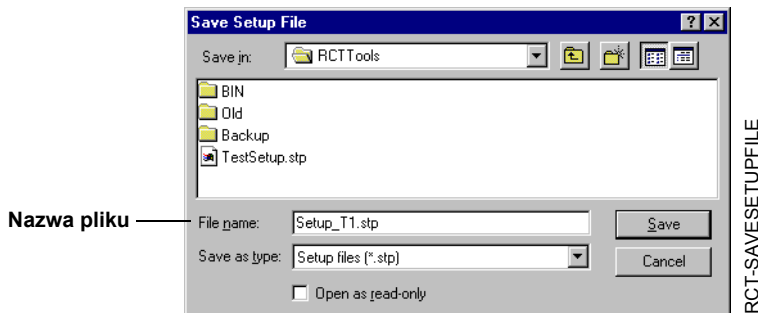 Save Setup File
Save in: RCTTools
BIN
Old
Backup
TestSetup.stp
Nazwa pliku
File name: Setup_T1.stp Save
Save as type: Setup files (*.stp) Cancel
Open as read-only
RCT-SAVESETUPFILE